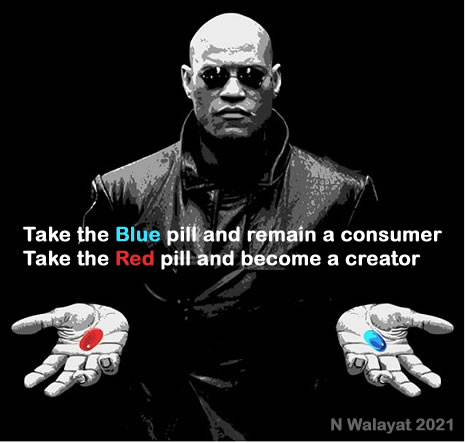 Take the Blue pill and remain a consumer
Take the Red pill and become a creator
N Walayat 2021